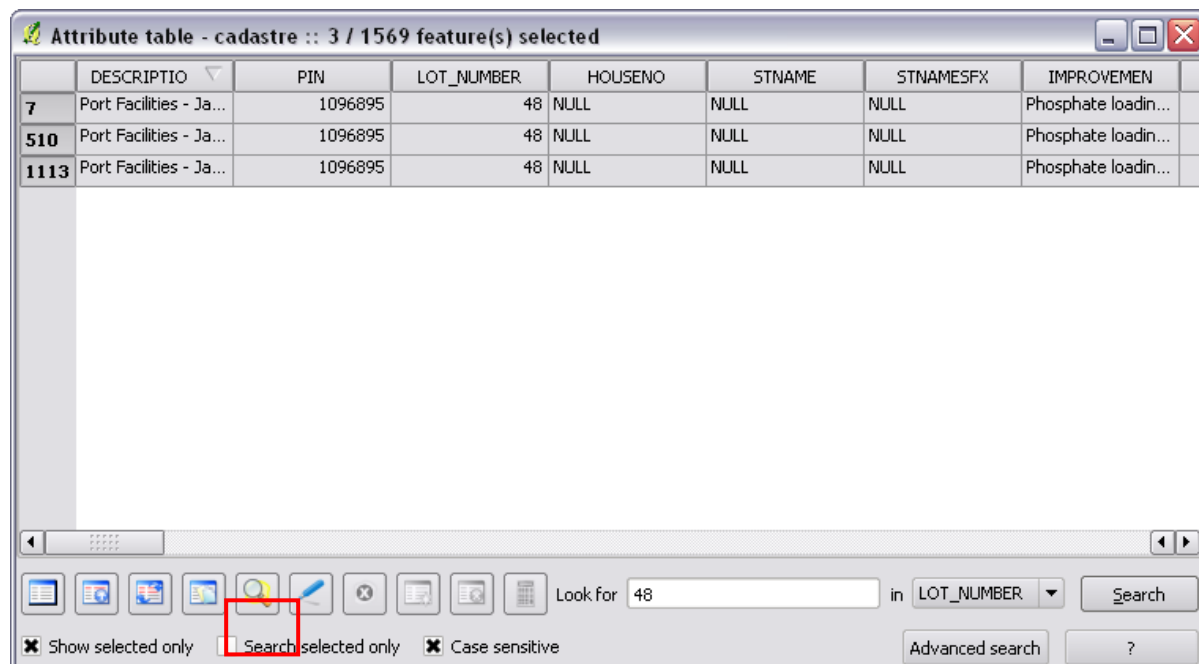 Attribute table - cadastre :: 3 / 1569 feature(s) selected
DESCRIPTIO PIN LOT_NUMBER HOUSENO STNAME STNAMESFX IMPROVEMEN
7 Port Facilities - Ja... 1096895 48 NULL NULL NULL Phosphate loadin...
510 Port Facilities - Ja... 1096895 48 NULL NULL NULL Phosphate loadin...
1113 Port Facilities - Ja... 1096895 48 NULL NULL NULL Phosphate loadin...
Look for 48 in LOT_NUMBER Search
Show selected only Search selected only Case sensitive Advanced search ?